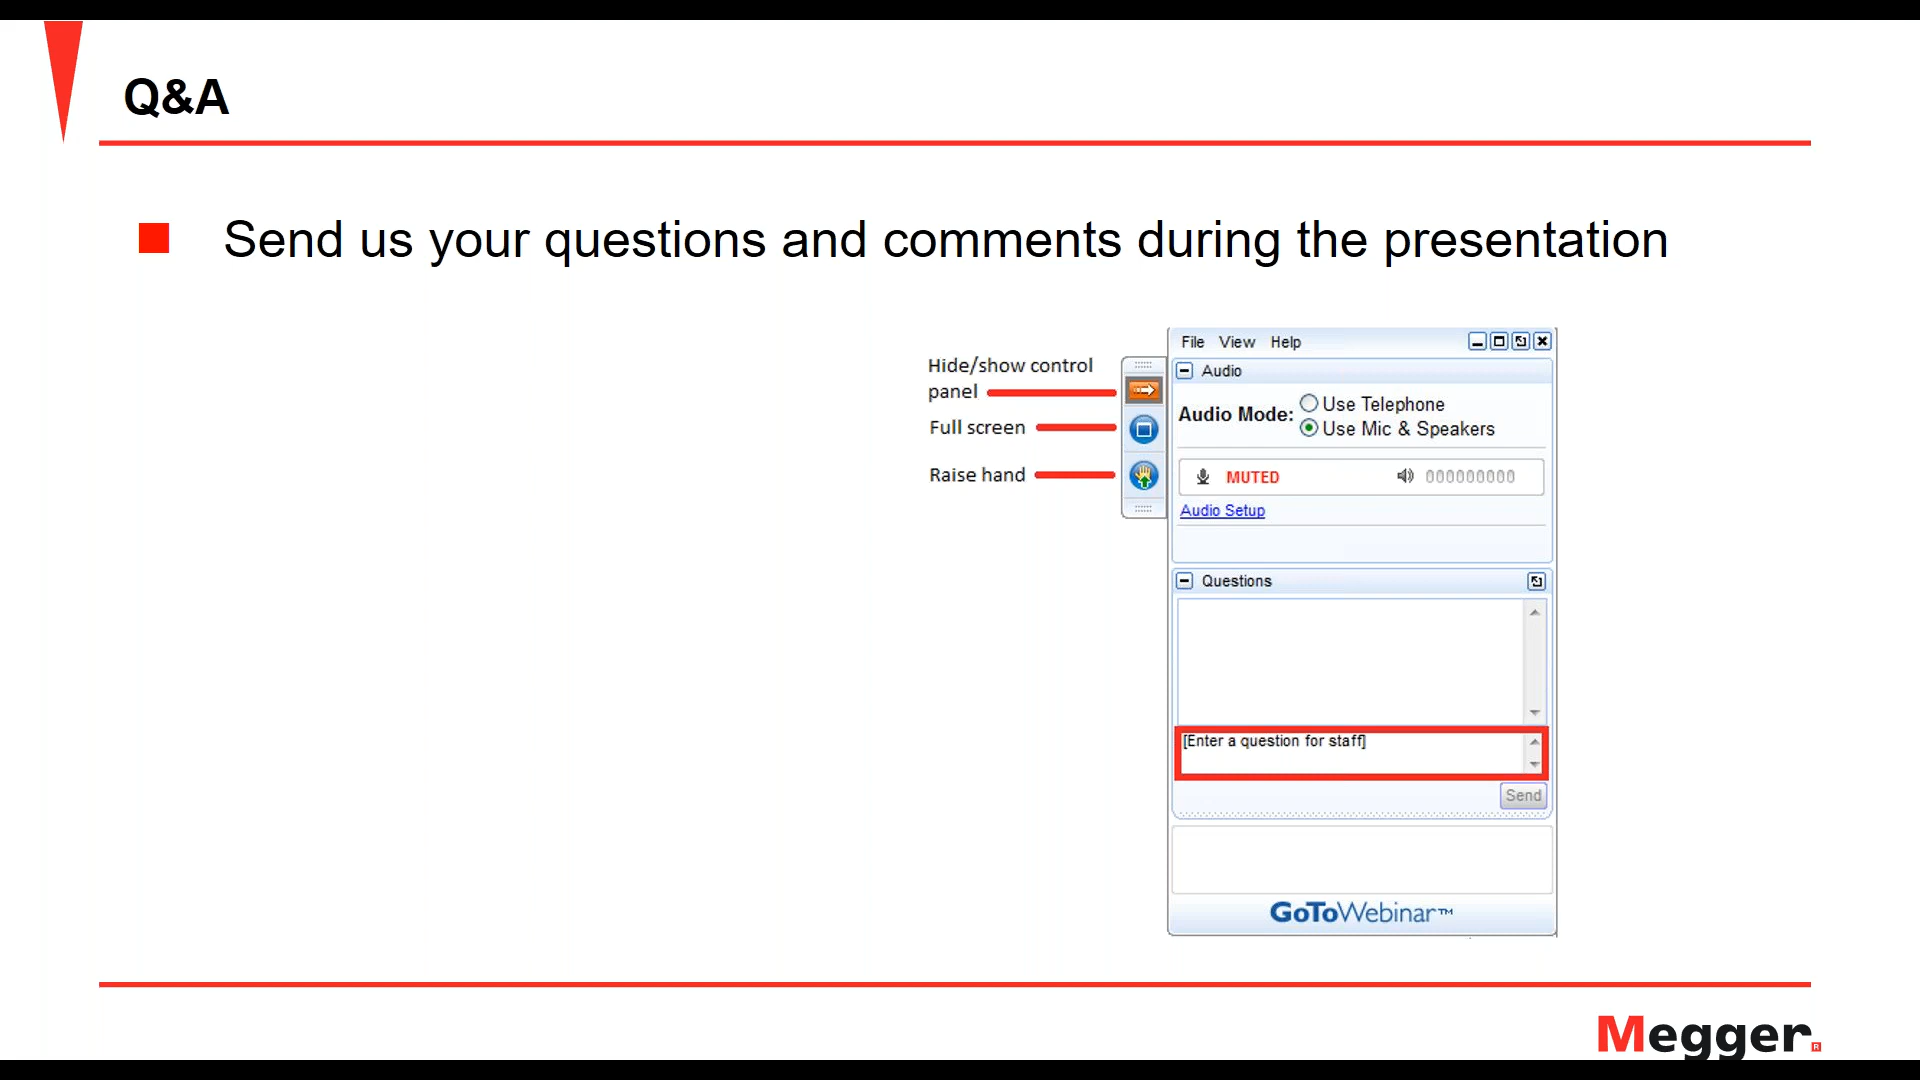 Q&A
Send us your questions and comments during the presentation
Hide/show control
panel
Full screen
Raise hand
File View Help
Audio
Audio Mode:
Use Telephone
Use Mic & Speakers
MUTED
000000000
Audio Setup
Questions
[Enter a question for staff]
Send
GoToWebinar™
Megger®